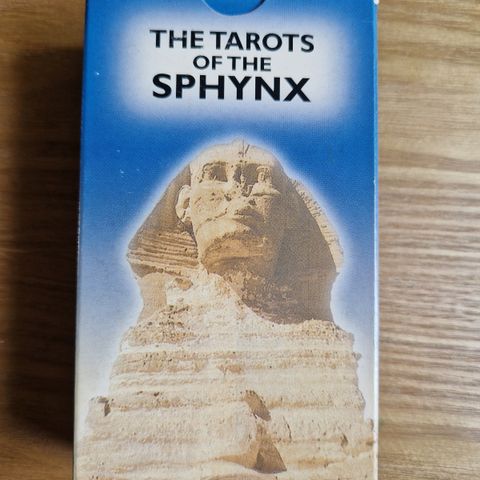 THE TAROTS
OF THE
SPHYNX